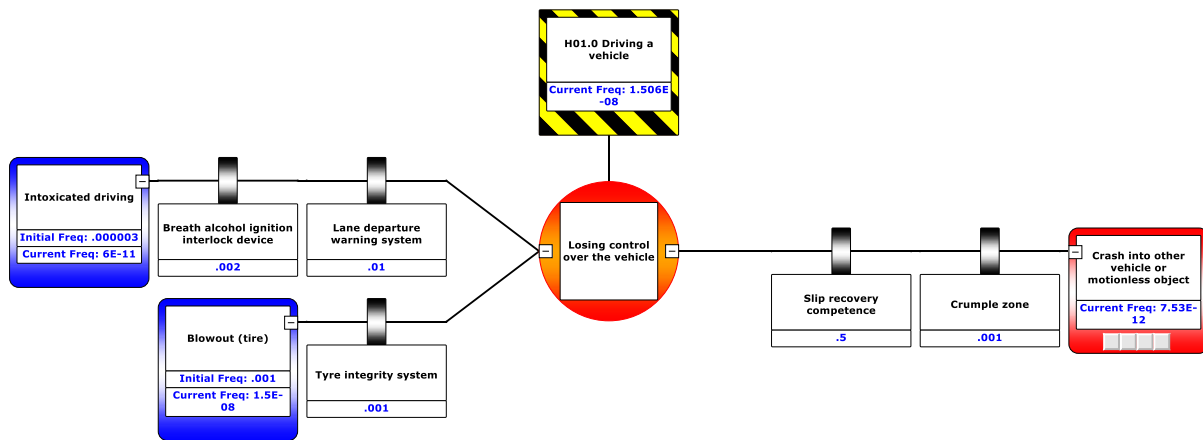 H01.0 Driving a
vehicle
Current Freq: 1.506E
-08
Intoxicated driving
Initial Freq: .000003
Current Freq: 6E-11
Breath alcohol ignition
interlock device
.002
Lane departure
warning system
.01
Losing control
over the vehicle
Slip recovery
competence
.5
Crumple zone
.001
Crash into other
vehicle or
motionless object
Current Freq: 7.53E-
12
Blowout (tire)
Initial Freq: .001
Current Freq: 1.5E-
08
Tyre integrity system
.001